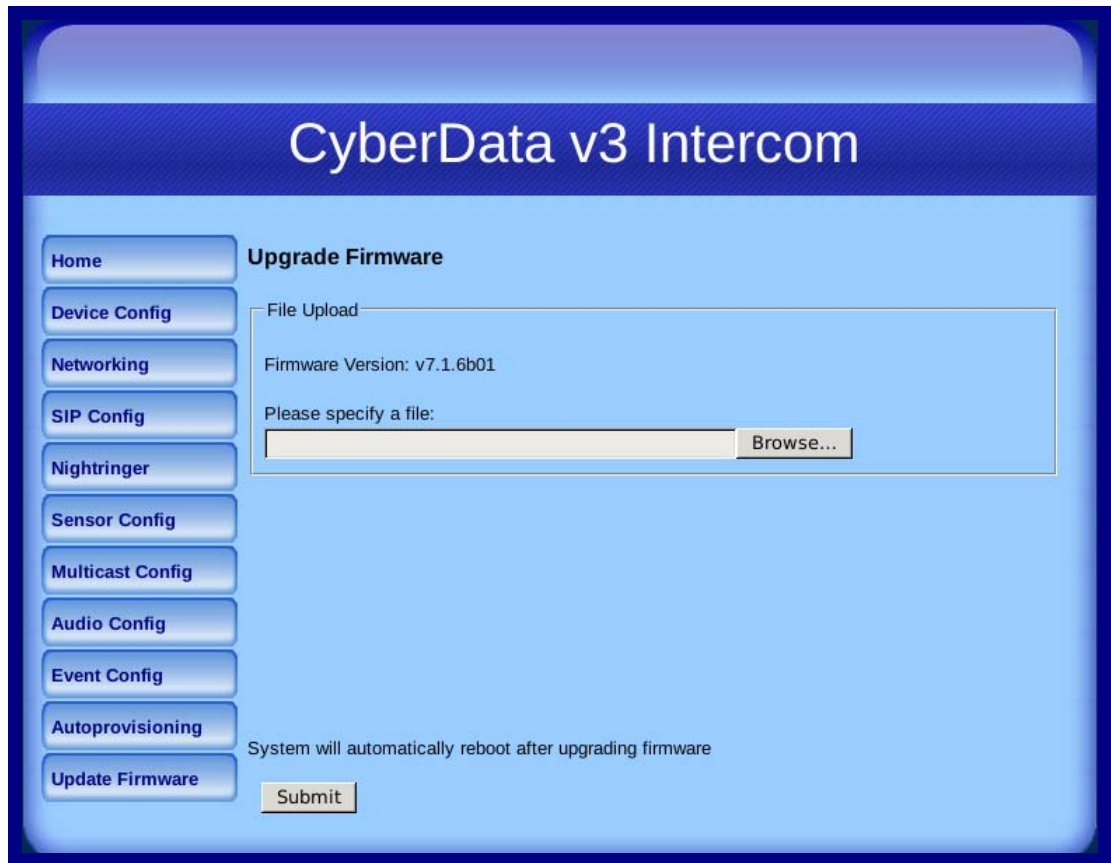 CyberData v3 Intercom
Home
Device Config
Networking
SIP Config
Nightringer
Sensor Config
Multicast Config
Audio Config
Event Config
Autoprovisioning
Update Firmware
Upgrade Firmware
File Upload
Firmware Version: v7.1.6b01
Please specify a file:
Browse...
System will automatically reboot after upgrading firmware
Submit